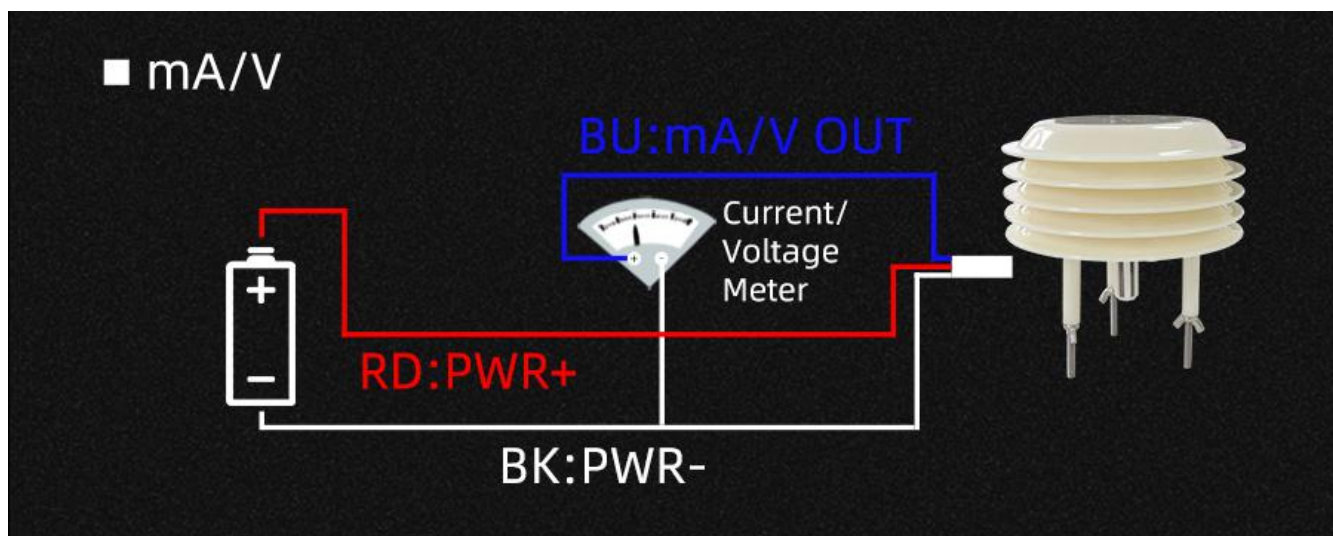 mA/V
BU:mA/V OUT
Current/
Voltage
Meter
+ -
+
-
RD:PWR+
BK:PWR-